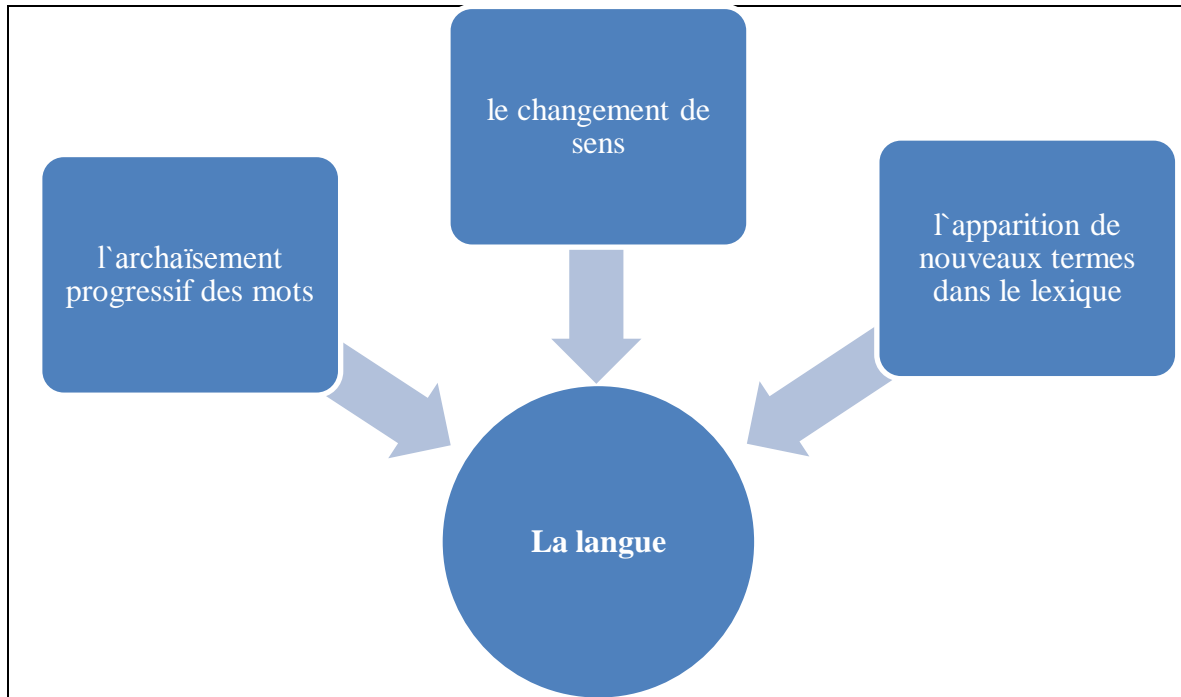 l`archaïsement
progressif des mots
le changement de
sens
l`apparition de
nouveaux termes
dans le lexique
La langue